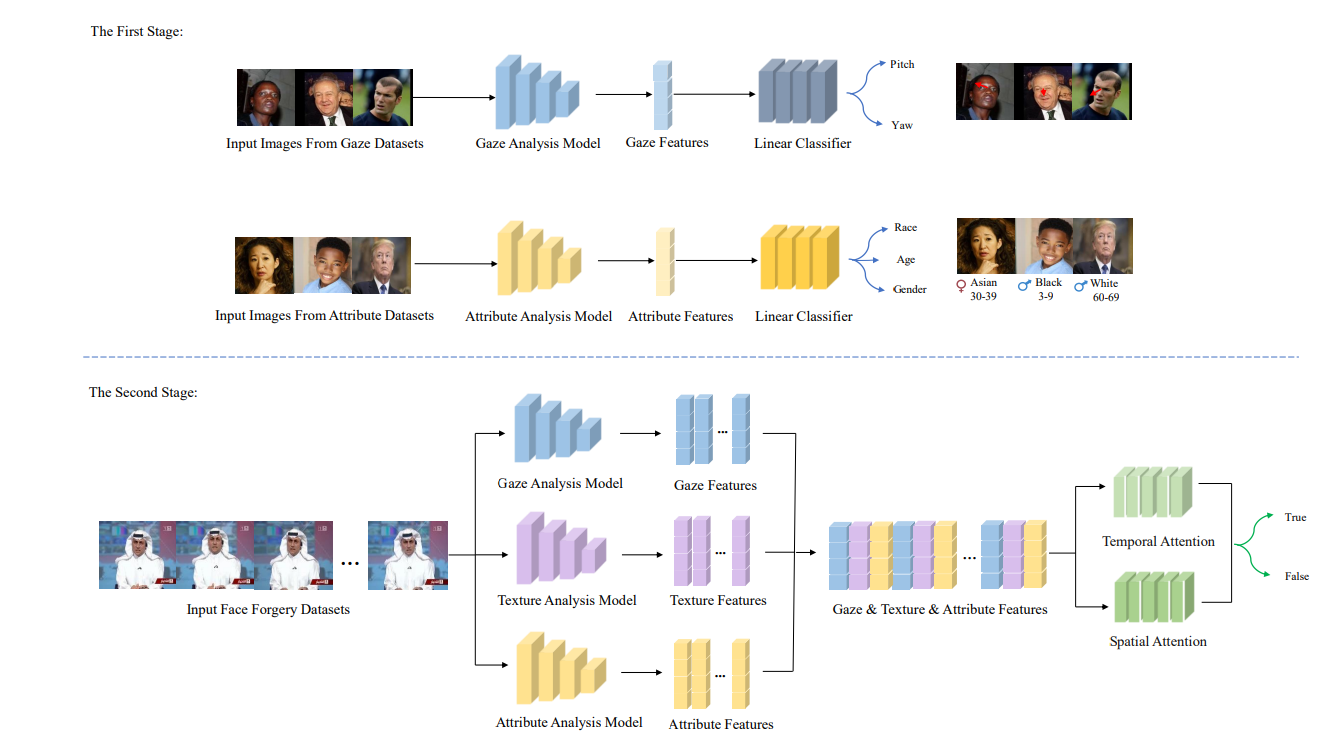 The First Stage:
Pitch
Yaw
Input Images From Gaze Datasets
Gaze Analysis Model
Gaze Features
Linear Classifier
Race
Age
Gender
Asian
30-39
Black
3-9
White
60-69
Input Images From Attribute Datasets
Attribute Analysis Model
Attribute Features
Linear Classifier
The Second Stage:
Gaze Analysis Model
Gaze Features
...
Input Face Forgery Datasets
...
Texture Analysis Model
Texture Features
...
Attribute Analysis Model
Attribute Features
...
Gaze & Texture & Attribute Features
...
Temporal Attention
Spatial Attention
True
False